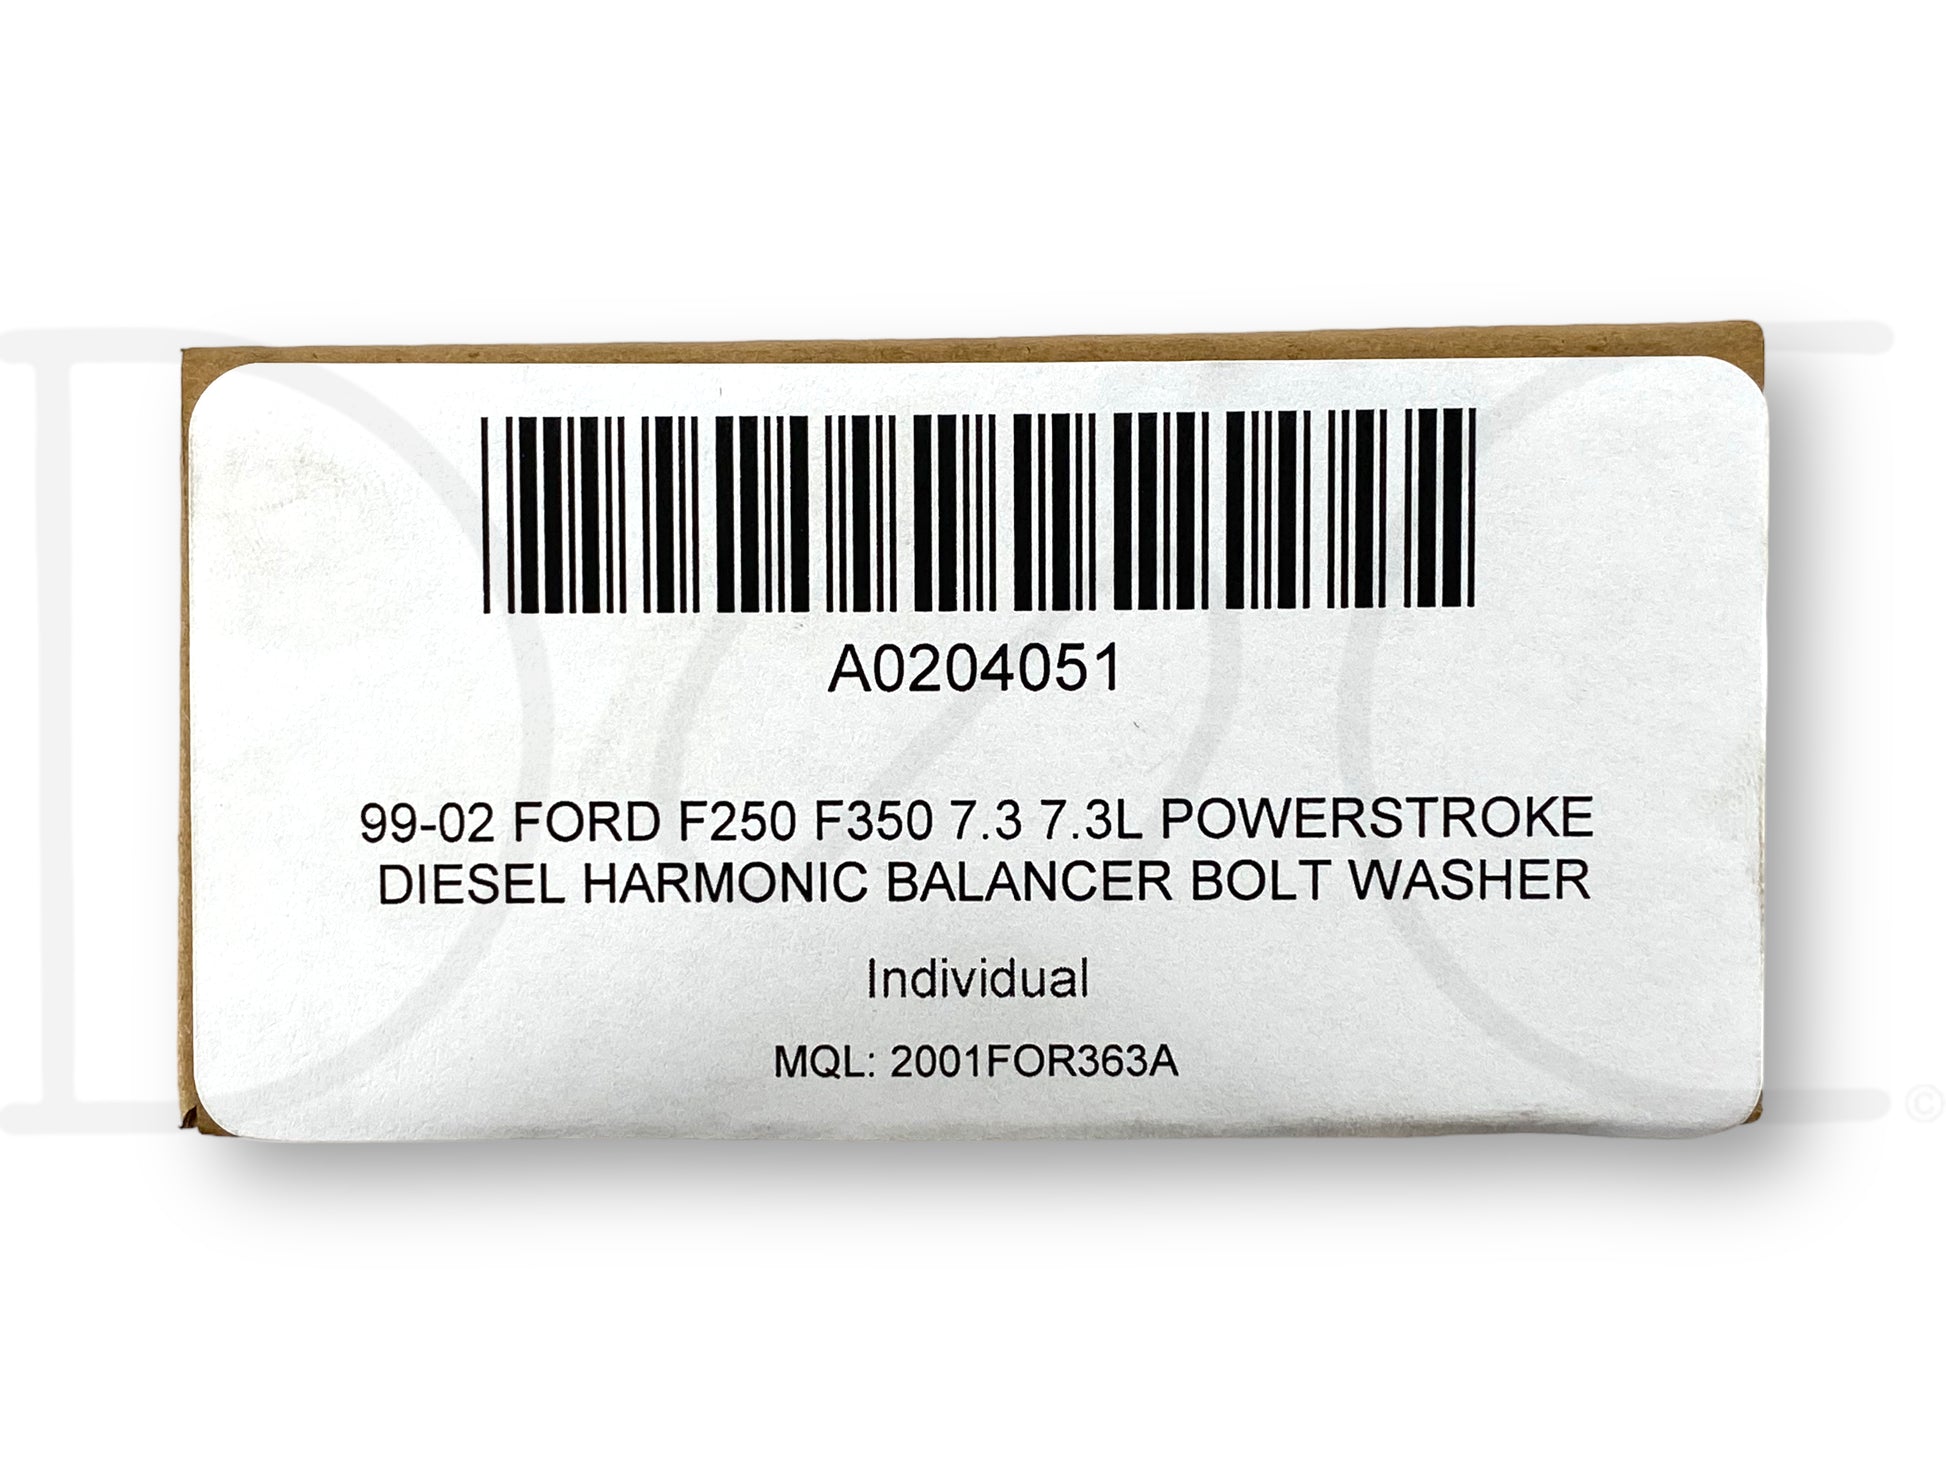 A0204051
99-02 FORD F250 F350 7.3 7.3L POWERSTROKE
DIESEL HARMONIC BALANCER BOLT WASHER
Individual
MQL: 2001FOR363A
©